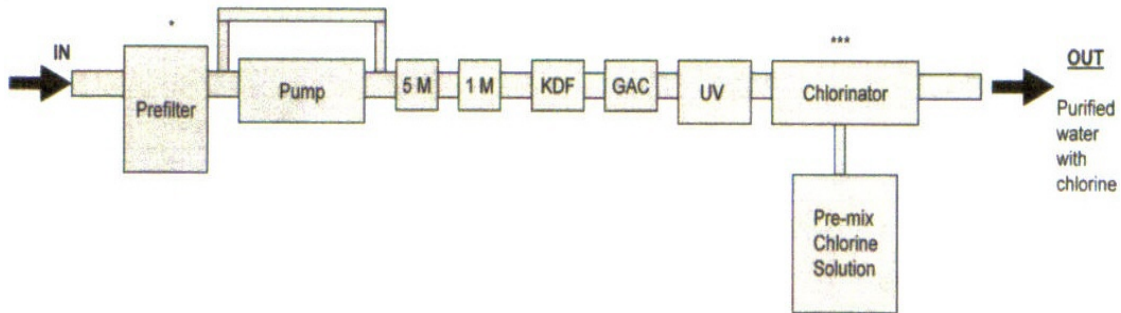 *
***
IN
OUT
Prefilter
Pump
5 M
1 M
KDF
GAC
UV
Chlorinator
Purified
water
with
chlorine
Pre-mix
Chlorine
Solution